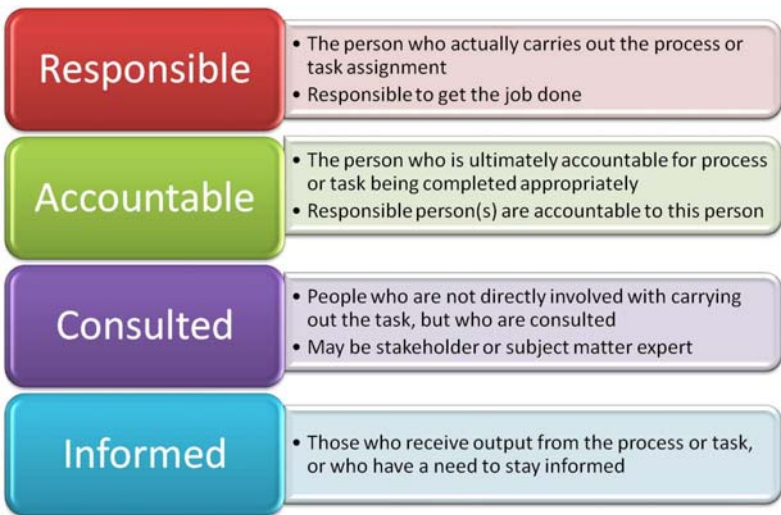 Responsible
• The person who actually carries out the process or
task assignment
• Responsible to get the job done
Accountable
• The person who is ultimately accountable for process
or task being completed appropriately
• Responsible person(s) are accountable to this person
Consulted
• People who are not directly involved with carrying
out the task, but who are consulted
• May be stakeholder or subject matter expert
Informed
• Those who receive output from the process or task,
or who have a need to stay informed